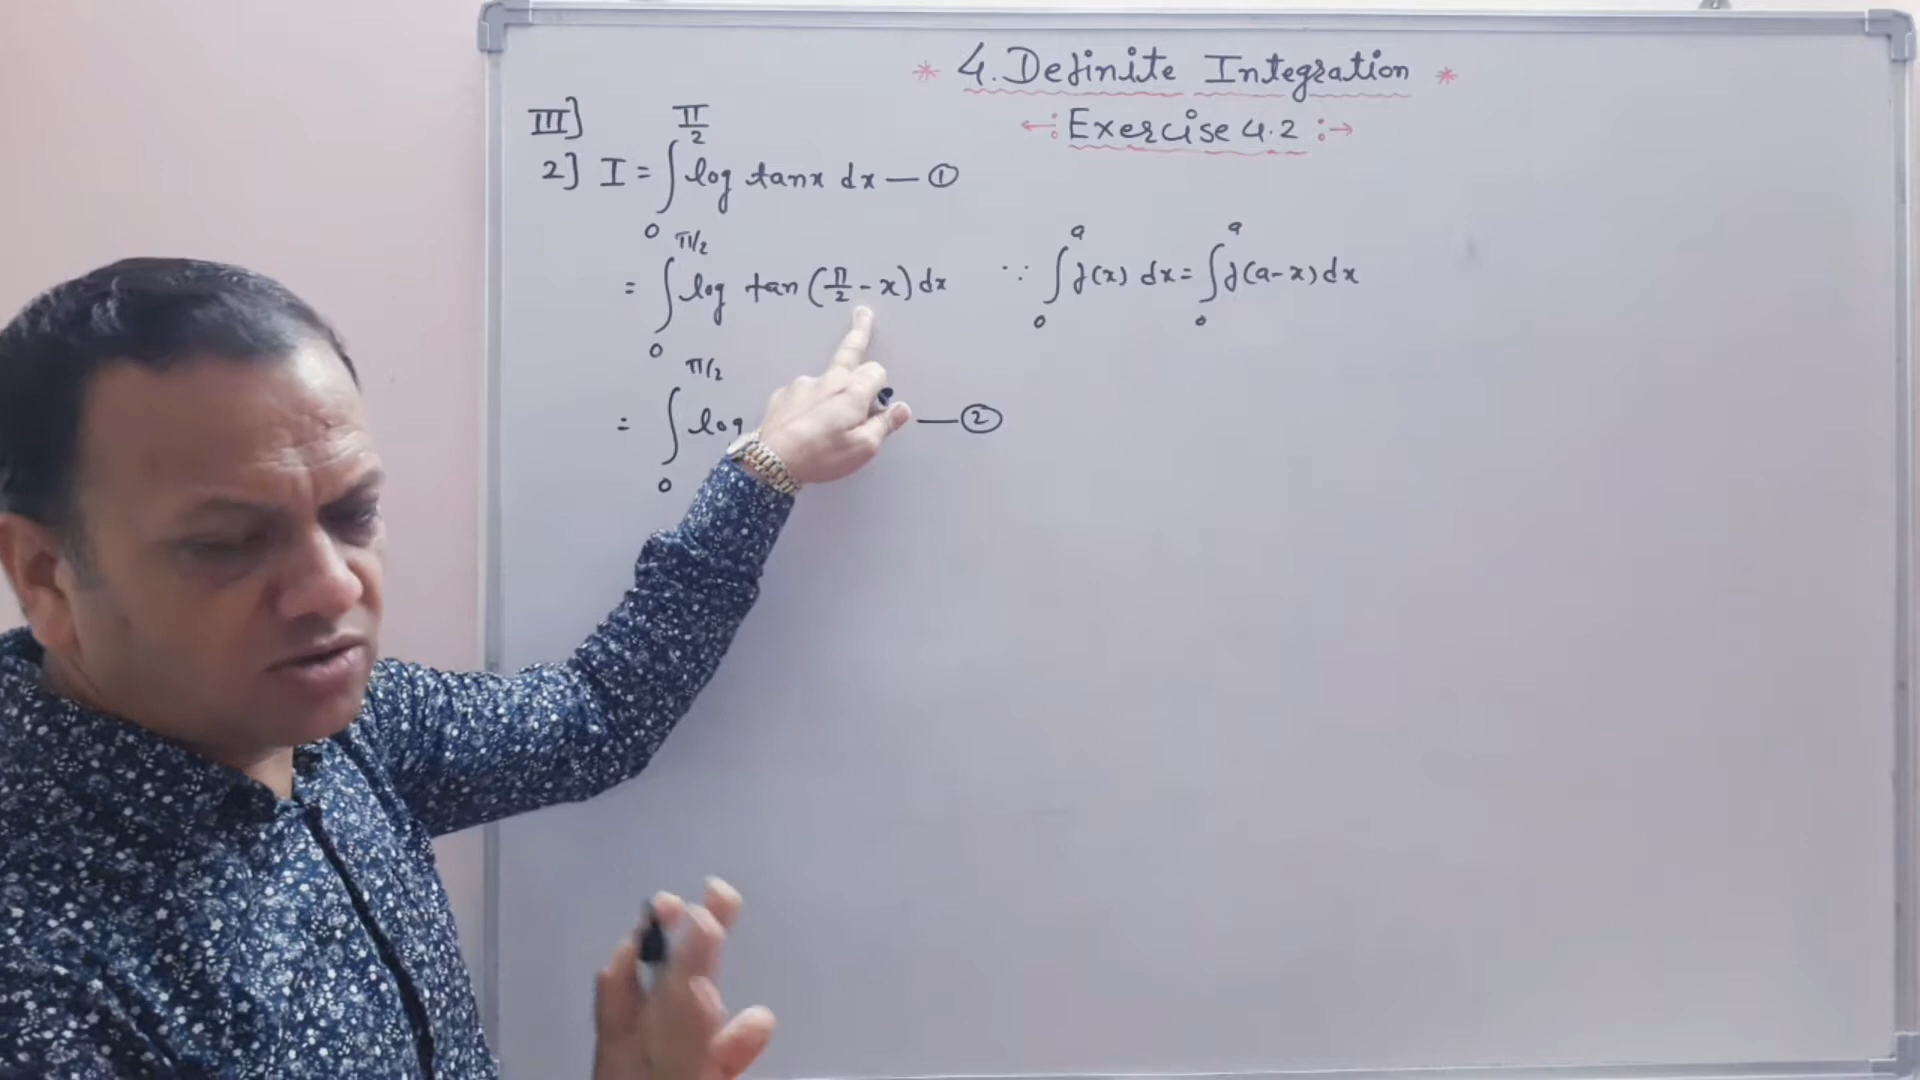 * 4. Definite Integration *
←: Exercise 4.2 :→
III]
2] I = ∫₀^{π/2} log tanx dx — ①
= ∫₀^{π/2} log tan(π/2 - x) dx ∵ ∫₀^a f(x) dx = ∫₀^a f(a-x) dx
= ∫₀^{π/2} log — ②